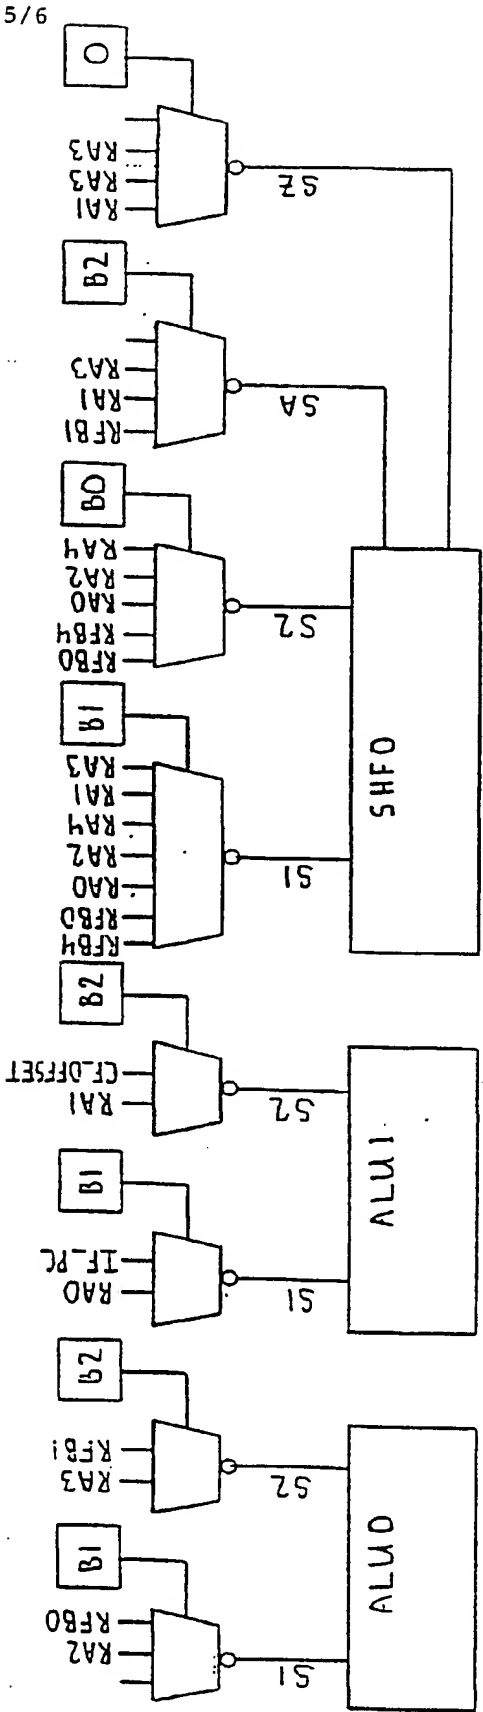 5/6
O
RA3
RA3
RA1
SZ
B2
RA3
RA1
RFB1
SA
B0
RA4
RA2
RA0
RFB4
RFB0
S2
B1
RA3
RA1
RA4
RA2
RA0
RFB0
RFB4
S1
SHF0
B2
CF_OFFSET
RA1
S2
B1
IF_PC
RA0
S1
ALU1
B2
RFB1
RA3
S2
B1
RFB0
RA2
S1
ALU0